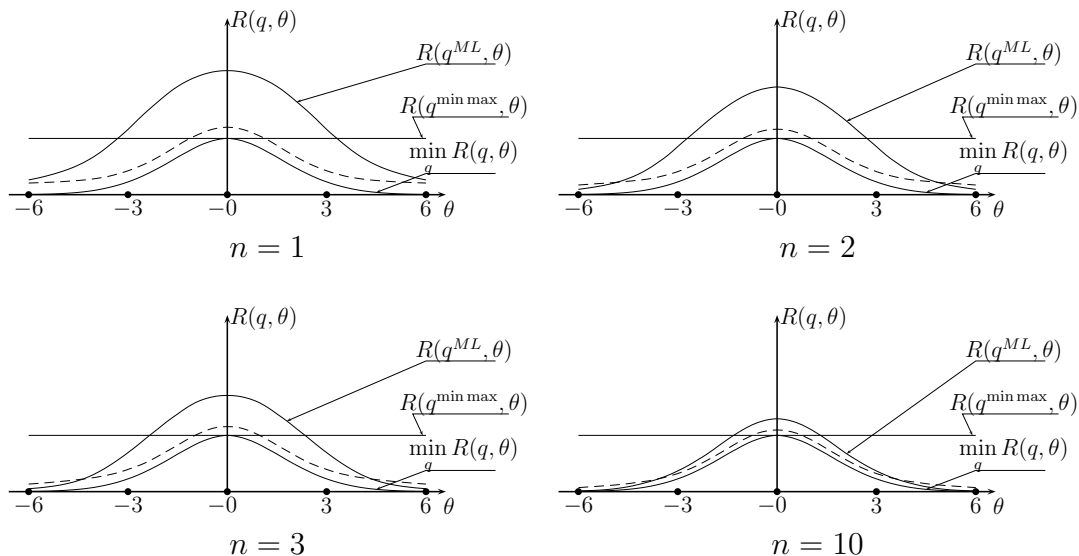 R(q, θ)
R(q^{ML}, θ)
R(q^{min max}, θ)
min_q R(q, θ)
−6 −3 −0 3 6 θ
n = 1
R(q, θ)
R(q^{ML}, θ)
R(q^{min max}, θ)
min_q R(q, θ)
−6 −3 −0 3 6 θ
n = 2
R(q, θ)
R(q^{ML}, θ)
R(q^{min max}, θ)
min_q R(q, θ)
−6 −3 −0 3 6 θ
n = 3
R(q, θ)
R(q^{ML}, θ)
R(q^{min max}, θ)
min_q R(q, θ)
−6 −3 −0 3 6 θ
n = 10